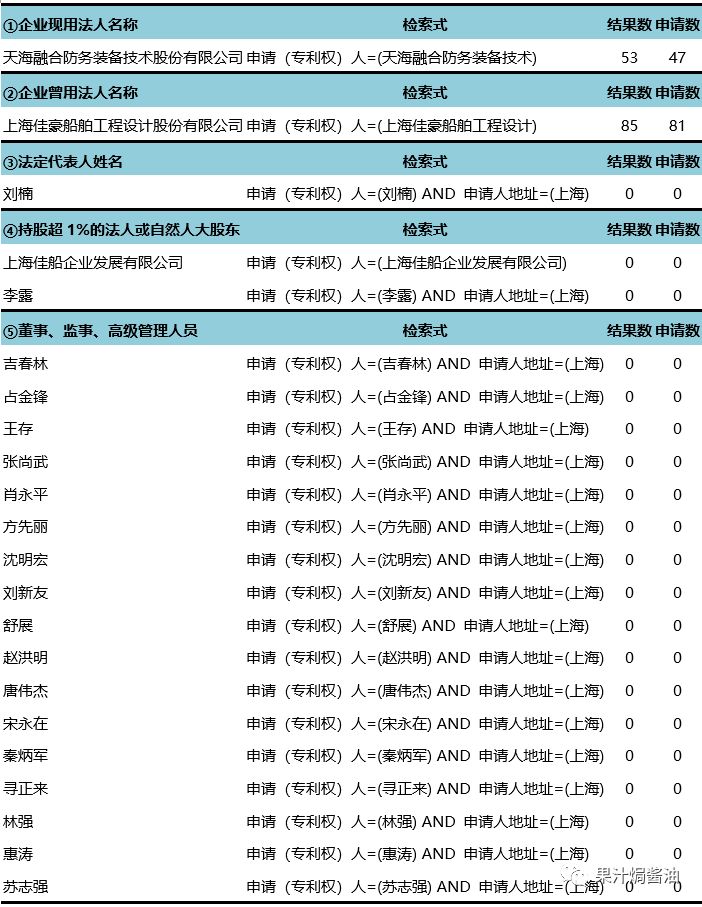 ①企业现用法人名称 检索式 结果数 申请数
天海融合防务装备技术股份有限公司 申请（专利权）人=(天海融合防务装备技术) 53 47
②企业曾用法人名称 检索式 结果数 申请数
上海佳豪船舶工程设计股份有限公司 申请（专利权）人=(上海佳豪船舶工程设计) 85 81
③法定代表人姓名 检索式 结果数 申请数
刘楠 申请（专利权）人=(刘楠) AND 申请人地址=(上海) 0 0
④持股超 1%的法人或自然人大股东 检索式 结果数 申请数
上海佳船企业发展有限公司 申请（专利权）人=(上海佳船企业发展有限公司) 0 0
李露 申请（专利权）人=(李露) AND 申请人地址=(上海) 0 0
⑤董事、监事、高级管理人员 检索式 结果数 申请数
吉春林 申请（专利权）人=(吉春林) AND 申请人地址=(上海) 0 0
占金锋 申请（专利权）人=(占金锋) AND 申请人地址=(上海) 0 0
王存 申请（专利权）人=(王存) AND 申请人地址=(上海) 0 0
张尚武 申请（专利权）人=(张尚武) AND 申请人地址=(上海) 0 0
肖永平 申请（专利权）人=(肖永平) AND 申请人地址=(上海) 0 0
方先丽 申请（专利权）人=(方先丽) AND 申请人地址=(上海) 0 0
沈明宏 申请（专利权）人=(沈明宏) AND 申请人地址=(上海) 0 0
刘新友 申请（专利权）人=(刘新友) AND 申请人地址=(上海) 0 0
舒展 申请（专利权）人=(舒展) AND 申请人地址=(上海) 0 0
赵洪明 申请（专利权）人=(赵洪明) AND 申请人地址=(上海) 0 0
唐伟杰 申请（专利权）人=(唐伟杰) AND 申请人地址=(上海) 0 0
宋永在 申请（专利权）人=(宋永在) AND 申请人地址=(上海) 0 0
秦炳军 申请（专利权）人=(秦炳军) AND 申请人地址=(上海) 0 0
寻正来 申请（专利权）人=(寻正来) AND 申请人地址=(上海) 0 0
林强 申请（专利权）人=(林强) AND 申请人地址=(上海) 0 0
惠涛 申请（专利权）人=(惠涛) AND 申请人地址=(上海) 0 0
果汁焗酱油
苏志强 申请（专利权）人=(苏志强) AND 申请人地址=(上海) 0 0